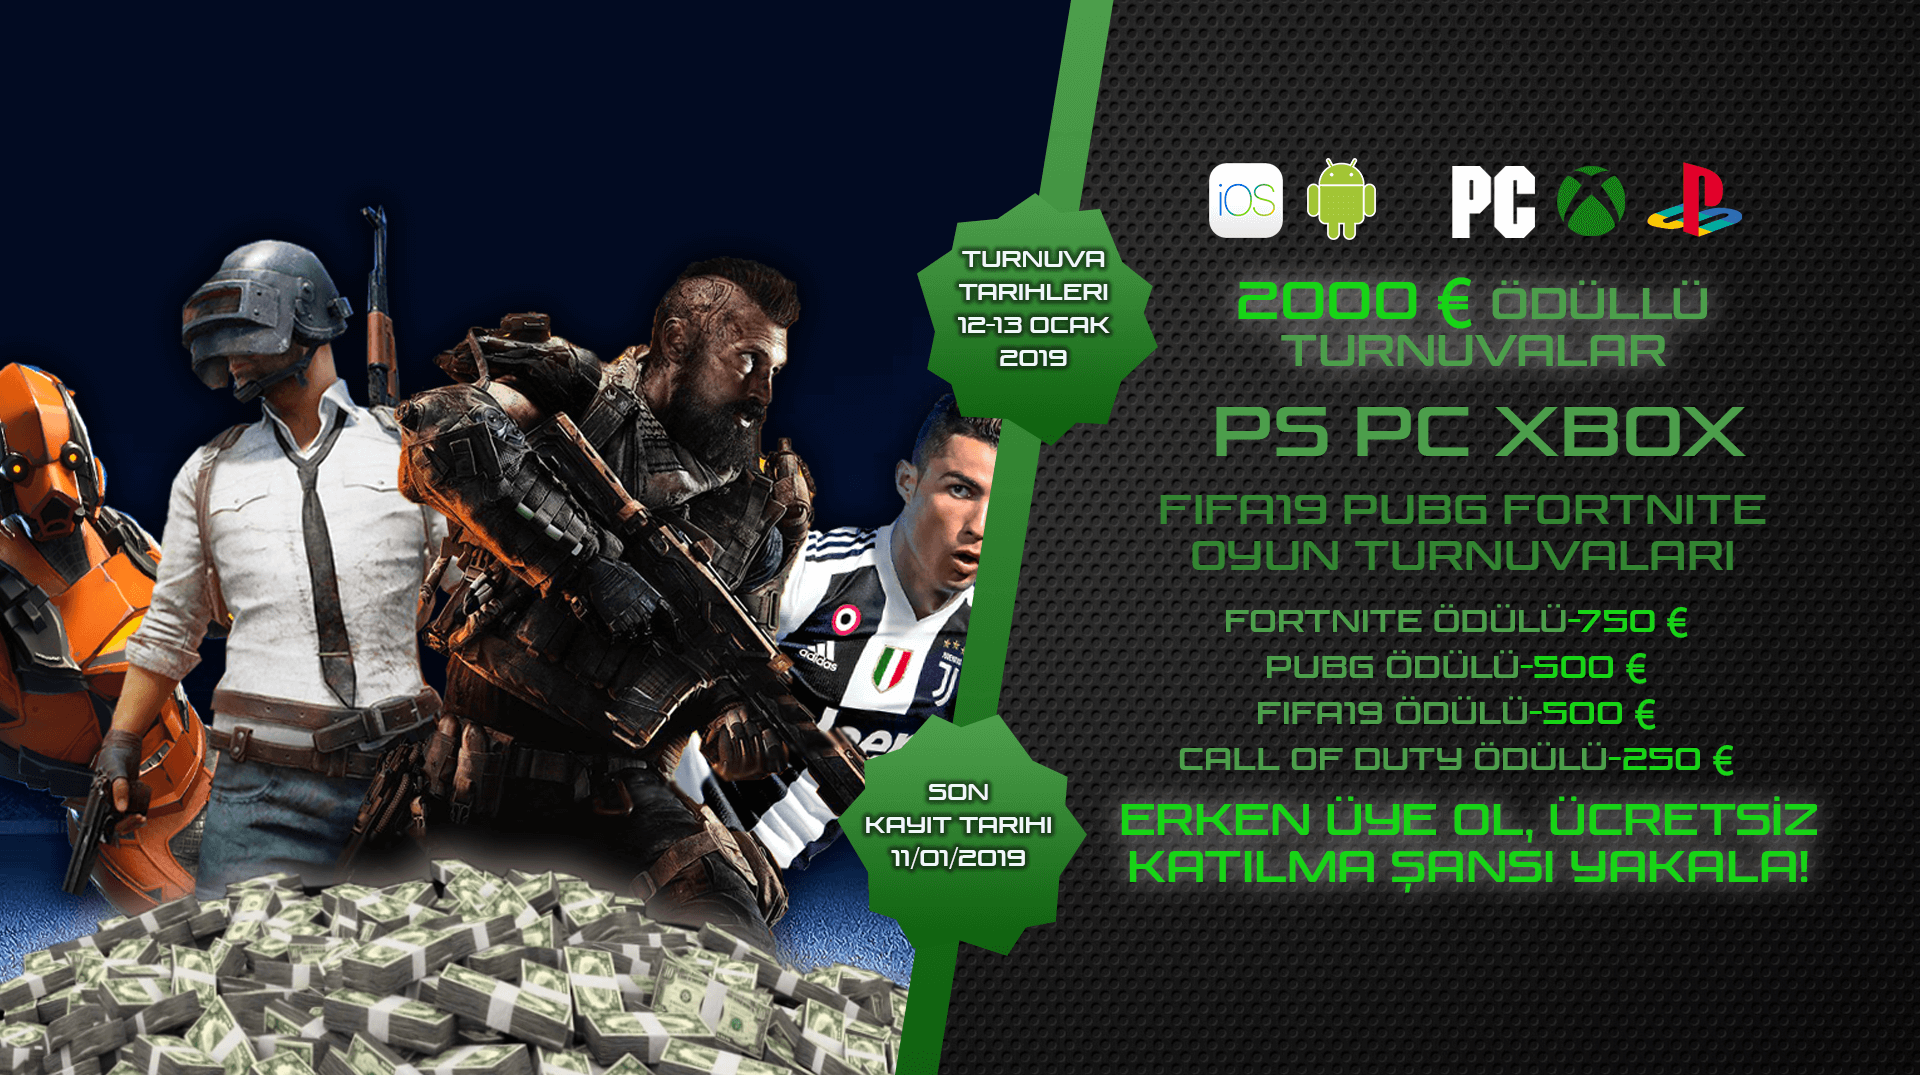 iOS
PC
2000 € ÖDÜLLÜ
TURNUVALAR
PS PC XBOX
FIFA19 PUBG FORTNITE
OYUN TURNUVALARI
FORTNITE ÖDÜLÜ-750 €
PUBG ÖDÜLÜ-500 €
FIFA19 ÖDÜLÜ-500 €
CALL OF DUTY ÖDÜLÜ-250 €
ERKEN ÜYE OL, ÜCRETSİZ
KATILMA ŞANSI YAKALA!
TURNUVA
TARIHLERI
12-13 OCAK
2019
SON
KAYIT TARIHI
11/01/2019
adidas